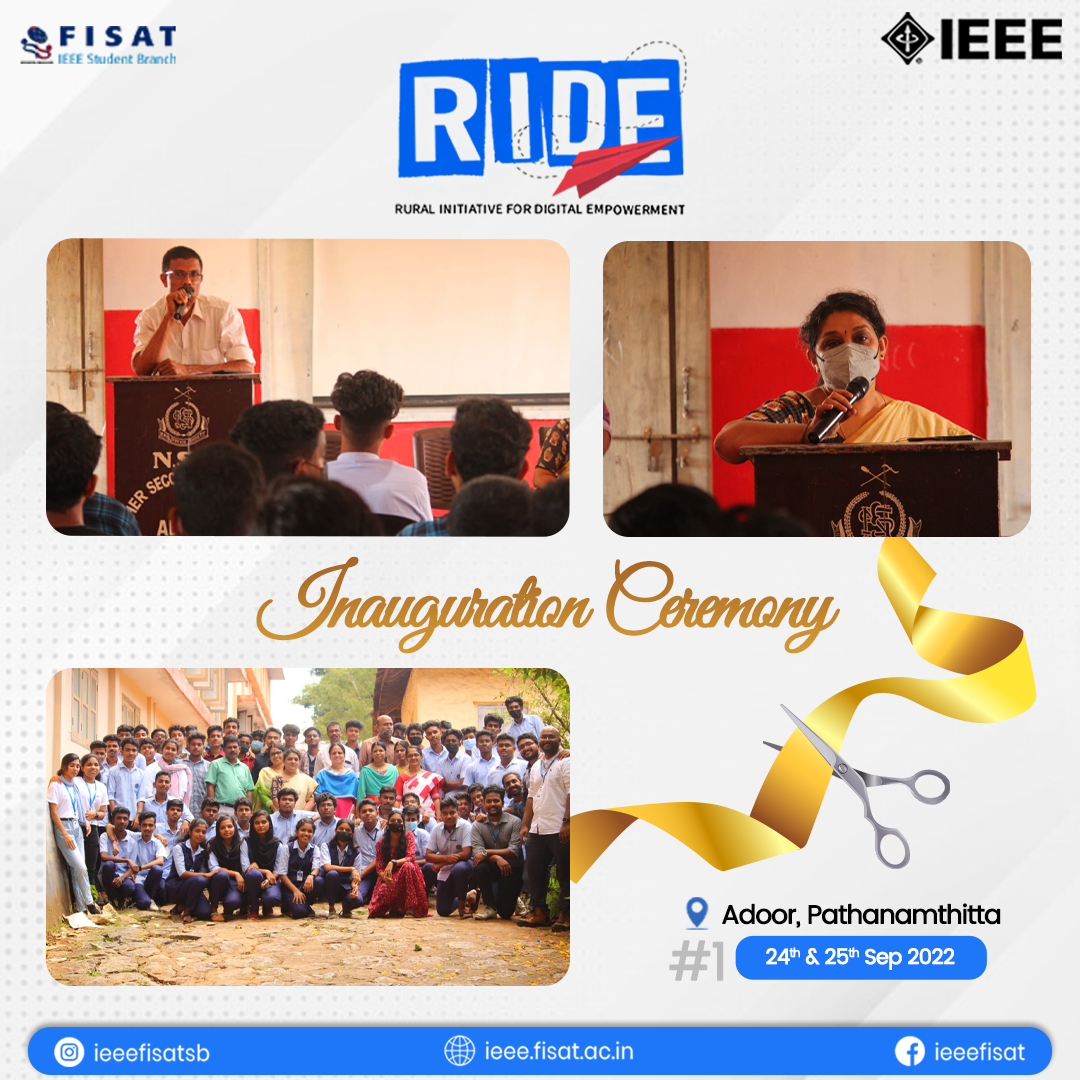 FISAT
IEEE Student Branch
IEEE
RIDE
RURAL INITIATIVE FOR DIGITAL EMPOWERMENT
N.S
Inauguration Ceremony
Adoor, Pathanamthitta
#1
24th & 25th Sep 2022
ieeefisatsb
ieee.fisat.ac.in
ieeefisat